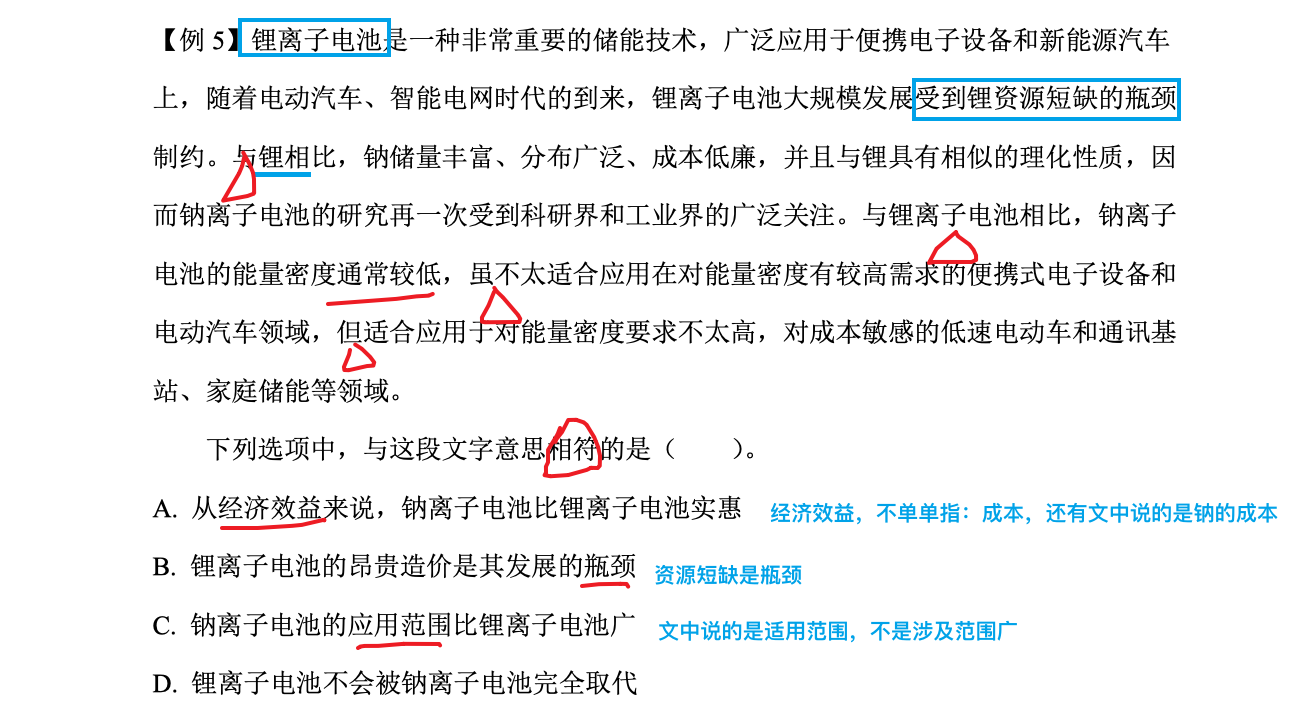 【例 5】锂离子电池是一种非常重要的储能技术，广泛应用于便携电子设备和新能源汽车
上，随着电动汽车、智能电网时代的到来，锂离子电池大规模发展受到锂资源短缺的瓶颈
制约。与锂相比，钠储量丰富、分布广泛、成本低廉，并且与锂具有相似的理化性质，因
而钠离子电池的研究再一次受到科研界和工业界的广泛关注。与锂离子电池相比，钠离子
电池的能量密度通常较低，虽不太适合应用在对能量密度有较高需求的便携式电子设备和
电动汽车领域，但适合应用于对能量密度要求不太高，对成本敏感的低速电动车和通讯基
站、家庭储能等领域。
下列选项中，与这段文字意思相符的是（　　）。
A. 从经济效益来说，钠离子电池比锂离子电池实惠 经济效益，不单单指：成本，还有文中说的是钠的成本
B. 锂离子电池的昂贵造价是其发展的瓶颈 资源短缺是瓶颈
C. 钠离子电池的应用范围比锂离子电池广 文中说的是适用范围，不是涉及范围广
D. 锂离子电池不会被钠离子电池完全取代